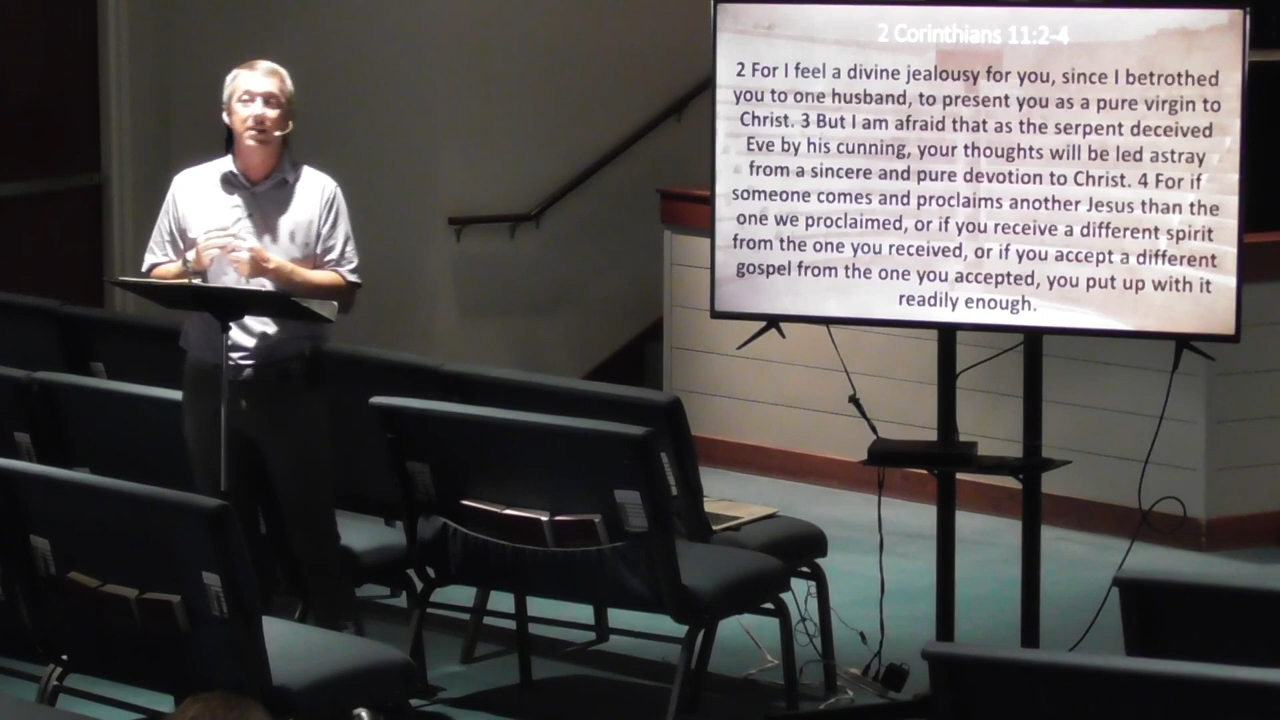 2 Corinthians 11:2-4
2 For I feel a divine jealousy for you, since I betrothed
you to one husband, to present you as a pure virgin to
Christ. 3 But I am afraid that as the serpent deceived
Eve by his cunning, your thoughts will be led astray
from a sincere and pure devotion to Christ. 4 For if
someone comes and proclaims another Jesus than the
one we proclaimed, or if you receive a different spirit
from the one you received, or if you accept a different
gospel from the one you accepted, you put up with it
readily enough.